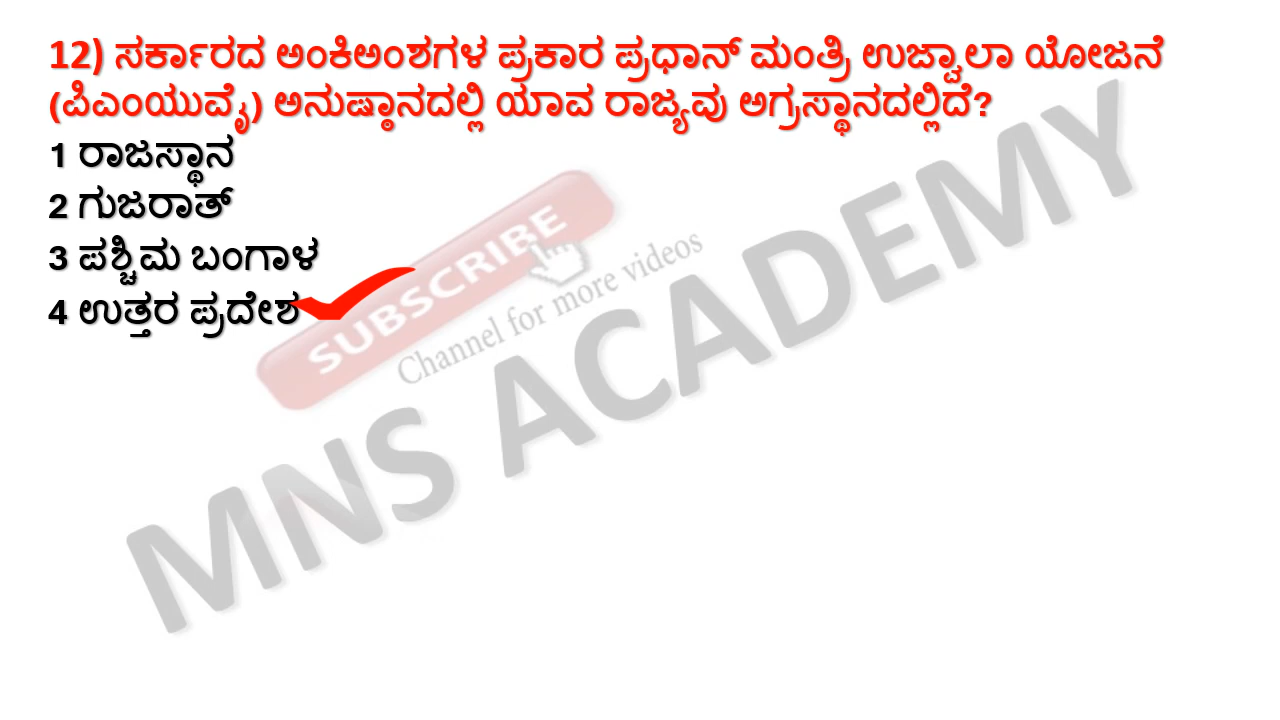 12) ಸರ್ಕಾರದ ಅಂಕಿಅಂಶಗಳ ಪ್ರಕಾರ ಪ್ರಧಾನ್ ಮಂತ್ರಿ ಉಜ್ವಾಲಾ ಯೋಜನೆ
(ಪಿಎಂಯುವೈ) ಅನುಷ್ಠಾನದಲ್ಲಿ ಯಾವ ರಾಜ್ಯವು ಅಗ್ರಸ್ಥಾನದಲ್ಲಿದೆ?
1 ರಾಜಸ್ಥಾನ
2 ಗುಜರಾತ್
3 ಪಶ್ಚಿಮ ಬಂಗಾಳ
4 ಉತ್ತರ ಪ್ರದೇಶ
SUBSCRIBE
Channel for more videos
MNS ACADEMY